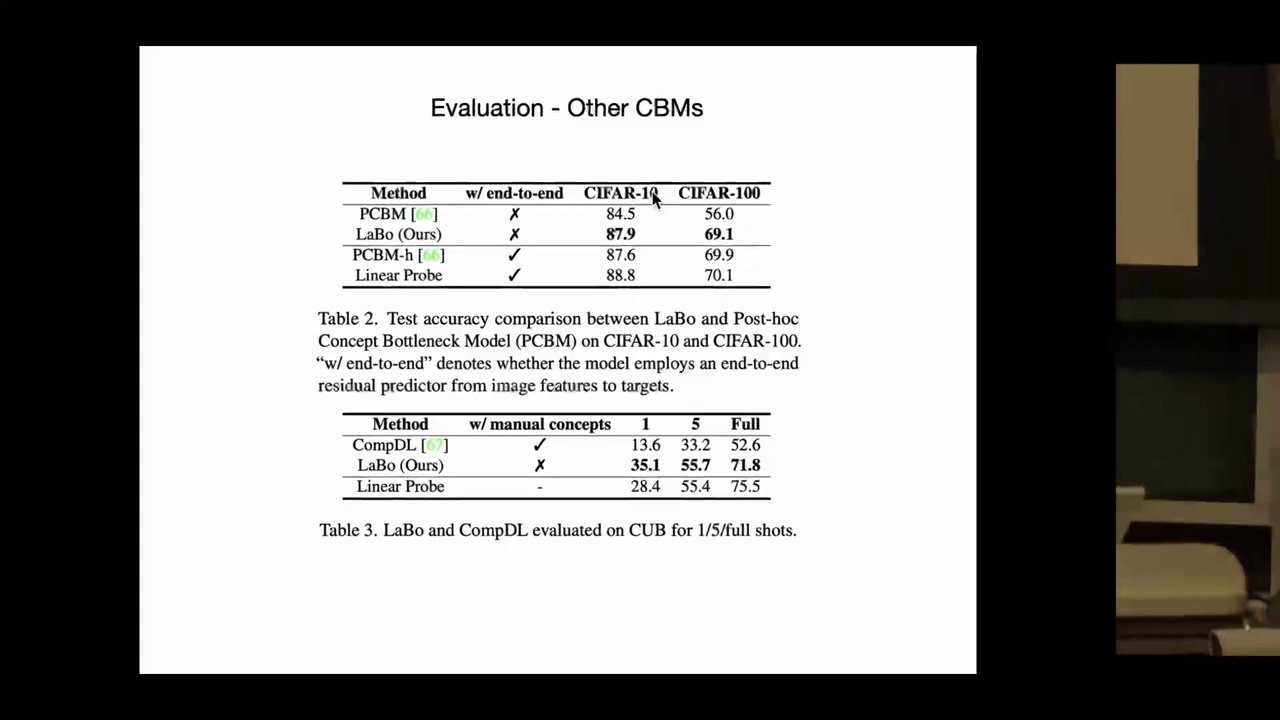 Evaluation - Other CBMs
Method w/ end-to-end CIFAR-10 CIFAR-100
PCBM [66] ✗ 84.5 56.0
LaBo (Ours) ✗ 87.9 69.1
PCBM-h [66] ✓ 87.6 69.9
Linear Probe ✓ 88.8 70.1
Table 2. Test accuracy comparison between LaBo and Post-hoc
Concept Bottleneck Model (PCBM) on CIFAR-10 and CIFAR-100.
“w/ end-to-end” denotes whether the model employs an end-to-end
residual predictor from image features to targets.
Method w/ manual concepts 1 5 Full
CompDL [67] ✓ 13.6 33.2 52.6
LaBo (Ours) ✗ 35.1 55.7 71.8
Linear Probe - 28.4 55.4 75.5
Table 3. LaBo and CompDL evaluated on CUB for 1/5/full shots.